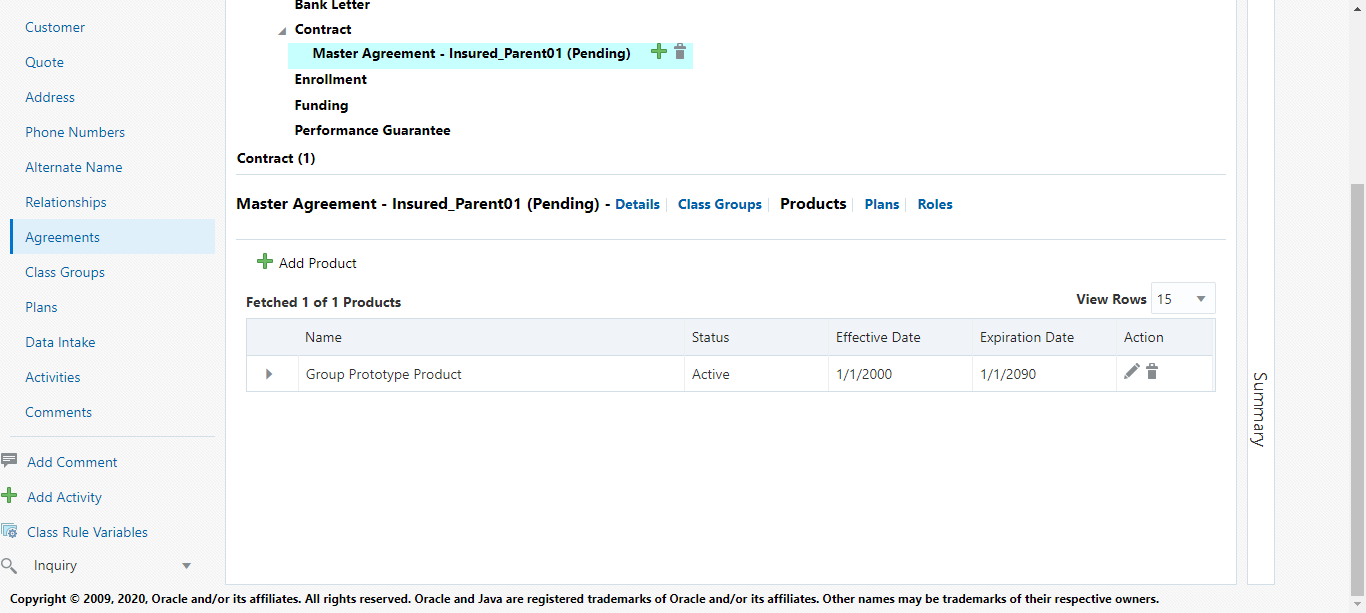 Customer
Quote
Address
Phone Numbers
Alternate Name
Relationships
Agreements
Class Groups
Plans
Data Intake
Activities
Comments
Add Comment
Add Activity
Class Rule Variables
Inquiry
Bank Letter
Contract
Master Agreement - Insured_Parent01 (Pending)
Enrollment
Funding
Performance Guarantee
Contract (1)
Master Agreement - Insured_Parent01 (Pending) - Details Class Groups Products Plans Roles
Add Product
Fetched 1 of 1 Products View Rows 15
Name Status Effective Date Expiration Date Action
Group Prototype Product Active 1/1/2000 1/1/2090
Summary
Copyright © 2009, 2020, Oracle and/or its affiliates. All rights reserved. Oracle and Java are registered trademarks of Oracle and/or its affiliates. Other names may be trademarks of their respective owners.